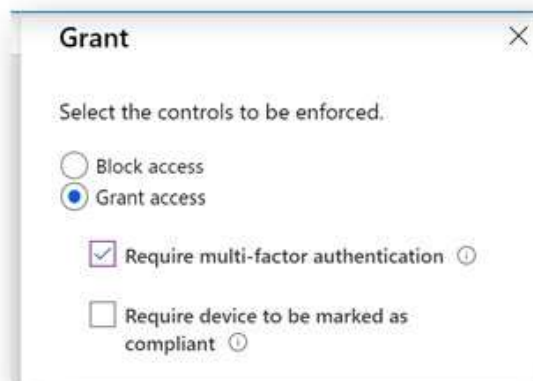 Grant
Select the controls to be enforced.
Block access
Grant access
Require multi-factor authentication
Require device to be marked as
compliant